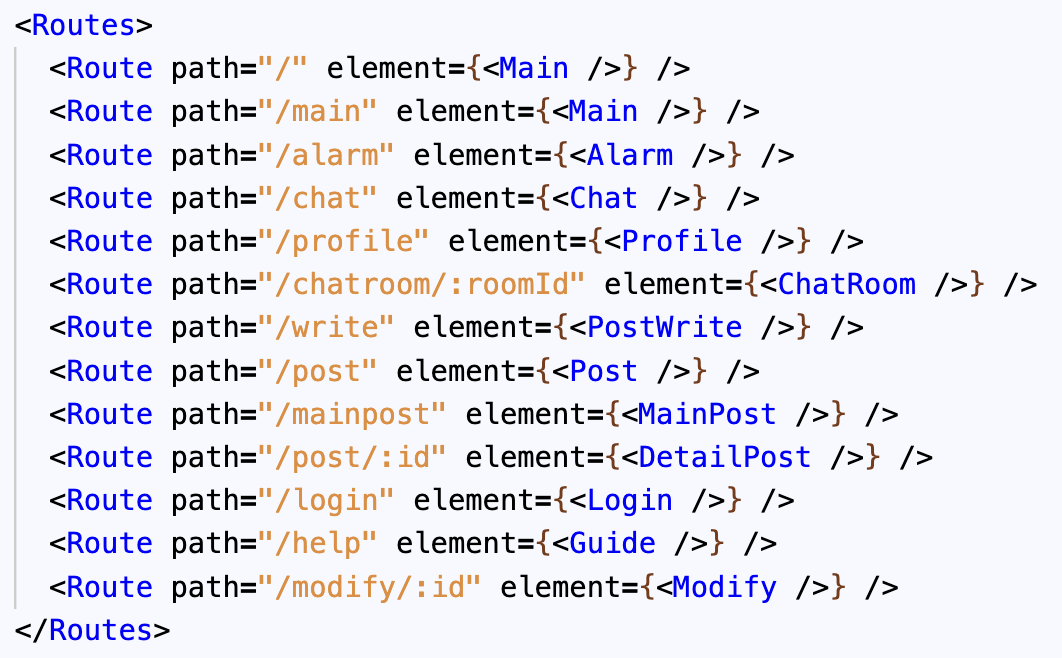 <Routes>
<Route path="/" element={<Main />} />
<Route path="/main" element={<Main />} />
<Route path="/alarm" element={<Alarm />} />
<Route path="/chat" element={<Chat />} />
<Route path="/profile" element={<Profile />} />
<Route path="/chatroom/:roomId" element={<ChatRoom />} />
<Route path="/write" element={<PostWrite />} />
<Route path="/post" element={<Post />} />
<Route path="/mainpost" element={<MainPost />} />
<Route path="/post/:id" element={<DetailPost />} />
<Route path="/login" element={<Login />} />
<Route path="/help" element={<Guide />} />
<Route path="/modify/:id" element={<Modify />} />
</Routes>